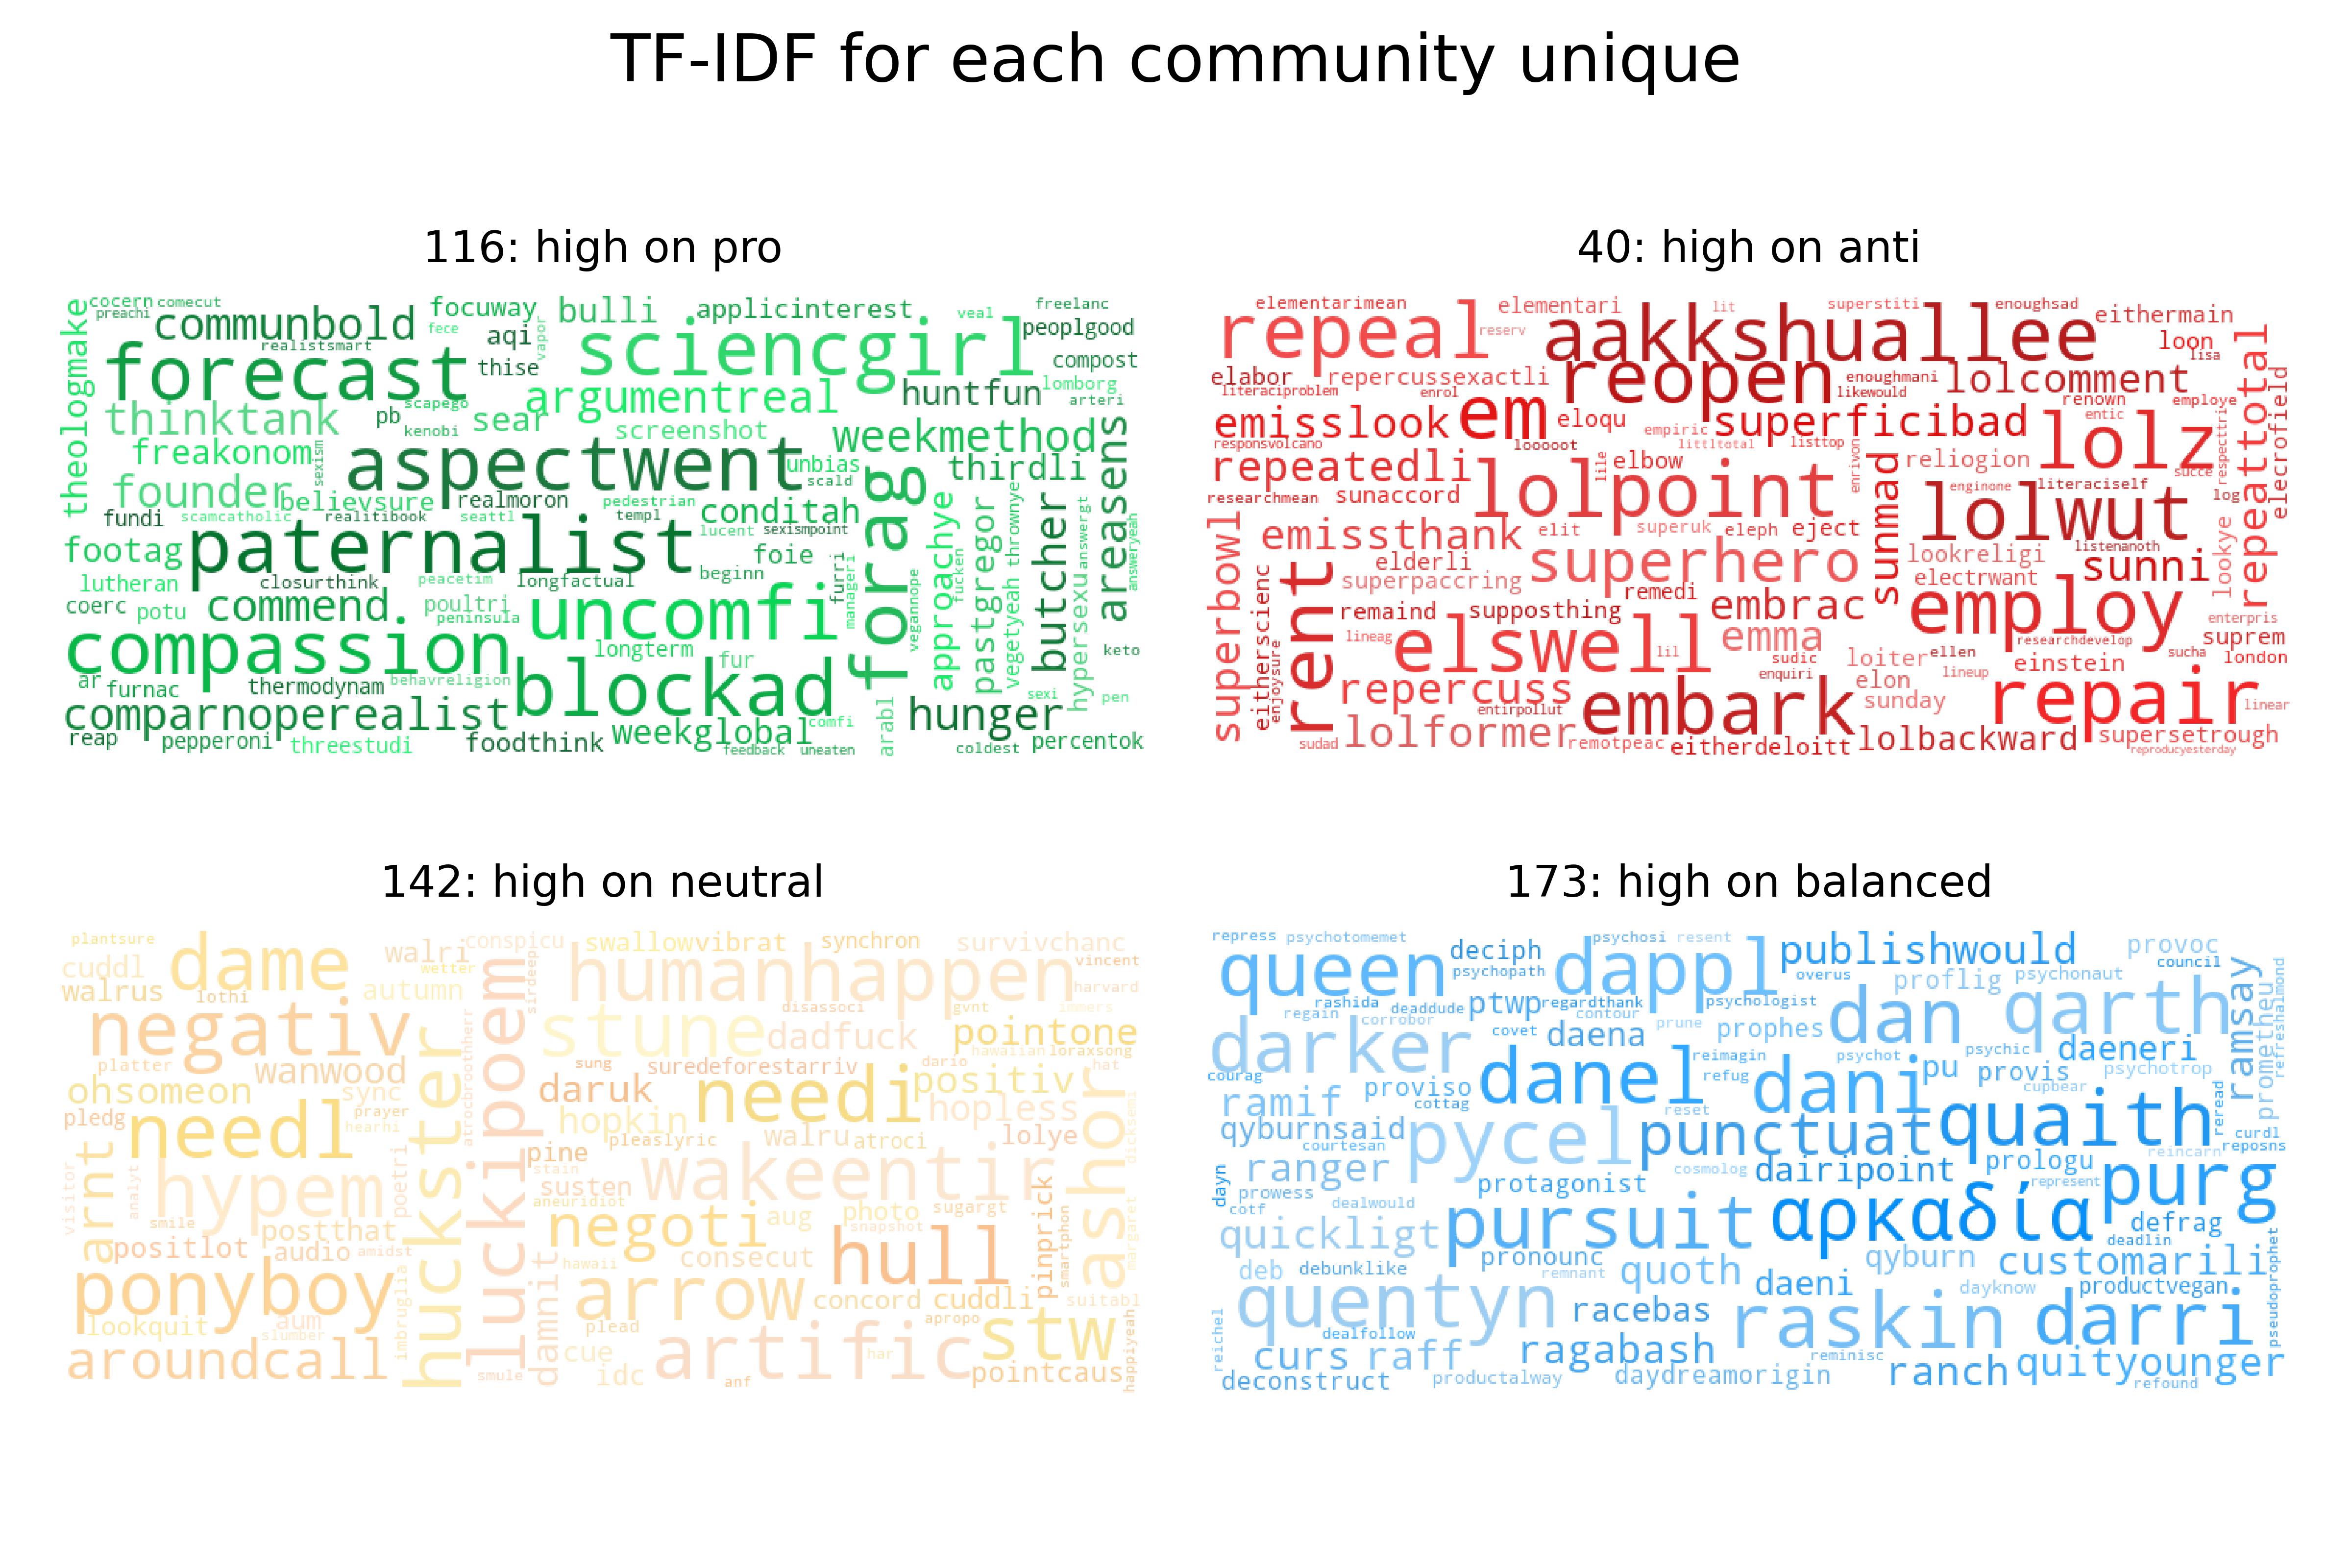 TF-IDF for each community unique
116: high on pro
cocern comecut
preachi
theologmake
communbold
focuway
bulli
applicinterest
veal
freelanc
peoplgood
fece
aqi
vapor
realistsmart
forecast
thise
sciencgirl
compost
argumentreal
huntfun
lomborg
arteri
thinktank
pb
scapego
kenobi
sear
screenshot
weekmethod
freakonom
sexism
aspectwent
unbias
scald
thirdli
areassens
founder
believsure
realmoron
pedestrian
conditah
forag
fundi
scamcatholic
realitibook
seattl
templ
lucent
sexismpoint
footag
paternalist
foie
approachye
pastgregor
thrownye
vegetyeah
butcher
answergt
answeryeah
hypersexu
lutheran
closurthink
peacetim
longfactual
beginn
furri
manageri
vegannope
fucken
coerc
potu
commend
poultri
peninsula
uncomfi
compassion
longterm
fur
keto
ar
furnac
thermodynam
behavreligion
blockad
sexi
pen
comparnoperealist
hunger
reap
pepperoni
threestudi
foodthink
weekglobal
comfi
feedback
uneaten
arabl
coldest
percentok
40: high on anti
elementarimean
elementari
lit
superstiti
enoughsad
eithermain
repeal
reserv
aakkshuallee
loon
lisa
elabor
repercussexactli
reopen
enoughmani
lolcomment
literaciproblem
enrol
likewould
renown
employe
electrofield
emisslook
em
eloqu
empiric
superficibad
entic
lolz
respecttri
repeattotal
responsvolcano
looooot
littltotal
listtop
repeatedli
lolpoint
lile
elbow
enrivon
sunmad
reliogion
succe
researchmean
sunaccord
enginone
literaciself
log
superbowl
emissthank
elit
superuk
eleph
eject
lolwut
listenanoth
lookye
elderli
superhero
lookreligi
sunni
eitherscienc
enjoysure
rent
superpaccring
electrwant
remaind
supposthing
remedi
embrac
employ
enterpris
lineag
elswell
emma
researchdevelop
suprem
lil
sudic
loiter
ellen
sucha
london
enquiri
elon
lineup
einstein
repercuss
entirpollut
embark
sunday
repair
linear
sudad
lolformer
remotpeac
eitherdeloitt
lolbackward
supersetrough
reproducyesterday
142: high on neutral
plantsure
dame
walri
conspicu
swallowvibrat
synchron
survivchanc
cuddl
wetter
sirdeep
humanhappen
vincent
walrus
lothi
autumn
disassoci
gvnt
immers
harvard
negativ
atrocbroothherr
stune
dadfuck
pointone
platter
wanwood
sung
suredeforestarriv
dario
hawaiian
loraxsong
hat
ohsomeon
sync
daruk
needi
positiv
pledg
needl
prayer
hearhi
hopkin
hopless
pleaslyric
walru
atroci
lolye
dicksemi
arnt
pine
stain
visitor
analyst
hypem
poetri
huckster
luckipoem
susten
wakeentir
ashor
aneuridiot
smile
negoti
aug
photo
sugargt
pinprick
smartphon
margaret
postthat
snapshot
positlot
audio
amidst
consecut
hull
damnit
hawaii
ponyboy
imbruglia
arrow
concord
cuddli
suitabl
lookquit
aum
slumber
plead
apropo
stw
aroundcall
cue
artific
har
happiyeah
smule
idc
anf
pointcaus
173: high on balanced
repress
psychotomemet
deciph
psychosi
resent
publishwould
provoc
council
queen
psychopath
dappl
overus
proflig
psychonaut
rashida
deaddude
ptwp
regardthank
psychologist
dan
qarth
ramsay
prometheu
refreshalmond
regain
corrobor
contour
darker
covet
daena
prune
prophes
reimagin
psychot
psychic
daeneri
courag
proviso
danel
refug
dani
pu
provis
psychotrop
ramif
cottag
reset
cupbear
reread
qyburnsaid
courtesan
pycel
punctuat
quaith
curdl
reposns
ranger
cosmolog
dairipoint
prologu
reincarn
dayn
prowess
protagonist
represent
purg
cotf
dealwould
quickligt
pursuit
αρκαδία
defrag
deadlin
pronounc
qyburn
customarili
deb
debunklike
remnant
quoth
daeni
dayknow
productvegan
pseudoprophet
quentyn
racebas
raskin
darri
reichel
dealfollow
curs
raff
ragabash
reminisc
ranch
quityounger
deconstruct
productalway
daydreamorigin
refound